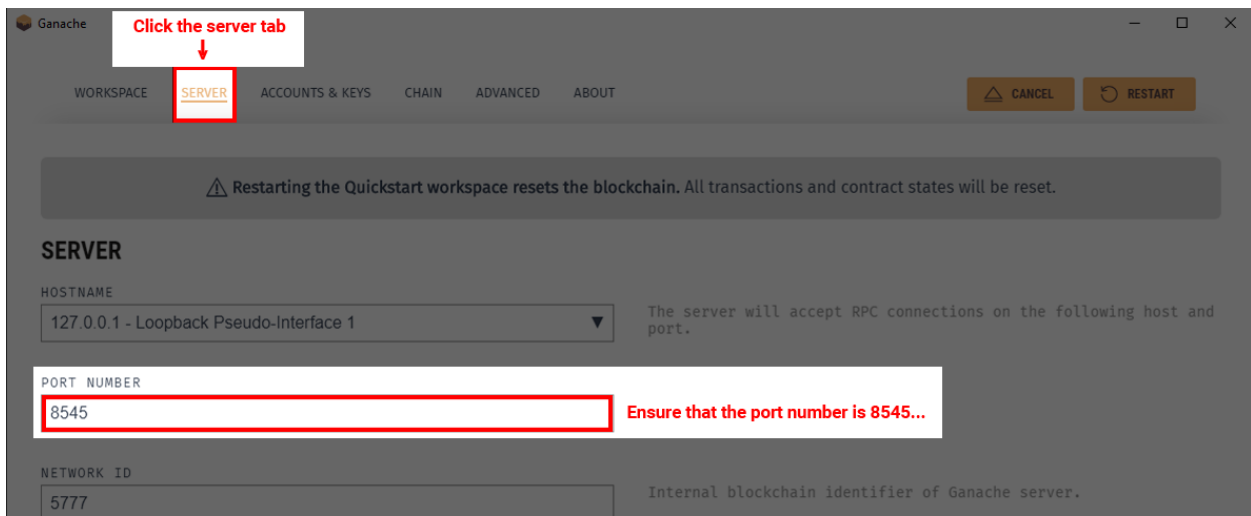 Ganache
Click the server tab
WORKSPACE SERVER ACCOUNTS & KEYS CHAIN ADVANCED ABOUT CANCEL RESTART
Restarting the Quickstart workspace resets the blockchain. All transactions and contract states will be reset.
SERVER
HOSTNAME
127.0.0.1 - Loopback Pseudo-Interface 1
The server will accept RPC connections on the following host and
port.
PORT NUMBER
8545
Ensure that the port number is 8545...
NETWORK ID
5777
Internal blockchain identifier of Ganache server.